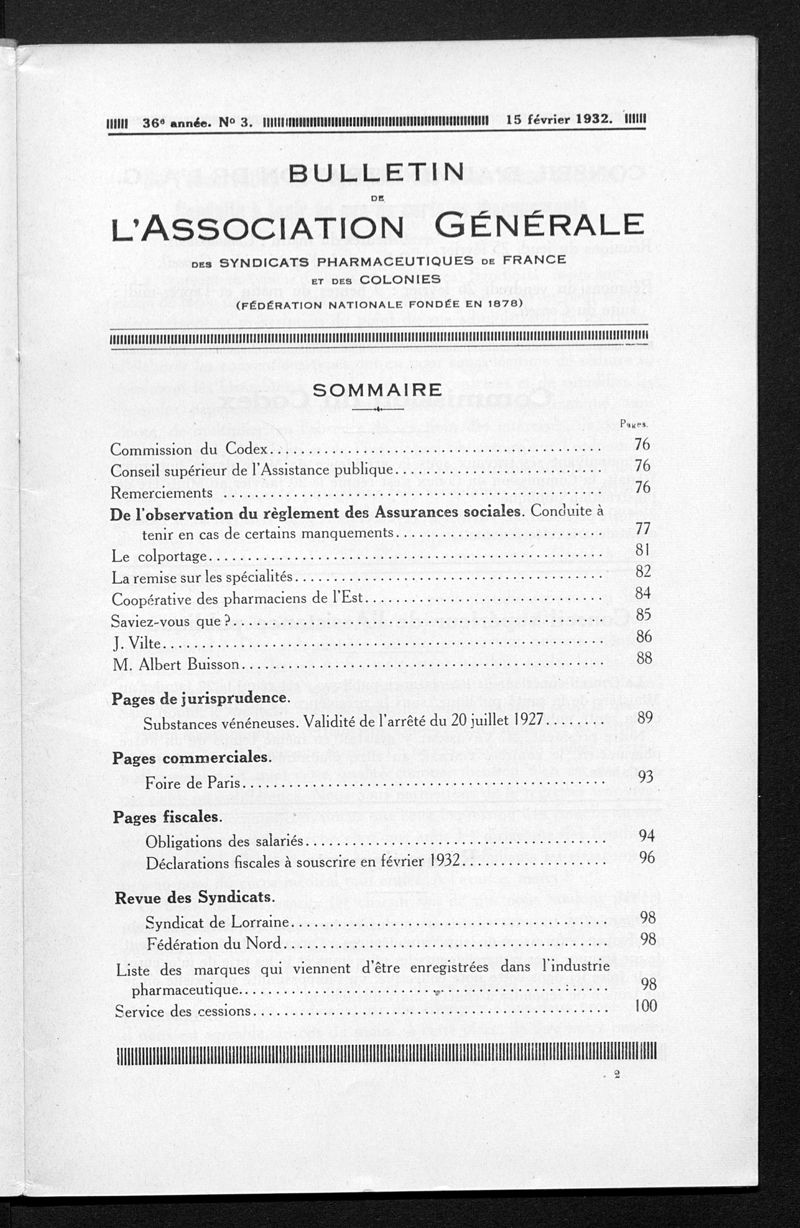 36e année. No 3. 15 février 1932.
BULLETIN
DE
L'ASSOCIATION GÉNÉRALE
DES SYNDICATS PHARMACEUTIQUES DE FRANCE
ET DES COLONIES
(FÉDÉRATION NATIONALE FONDÉE EN 1878)
SOMMAIRE
Pages.
Commission du Codex........ 76
Conseil supérieur de l'Assistance publique........ 76
Remerciements ........ 76
De l'observation du règlement des Assurances sociales. Conduite à
tenir en cas de certains manquements........ 77
Le colportage........ 81
La remise sur les spécialités........ 82
Coopérative des pharmaciens de l'Est........ 84
Saviez-vous que ?........ 85
J. Vilte........ 86
M. Albert Buisson........ 88
Pages de jurisprudence.
Substances vénéneuses. Validité de l'arrêté du 20 juillet 1927........ 89
Pages commerciales.
Foire de Paris........ 93
Pages fiscales.
Obligations des salariés........ 94
Déclarations fiscales à souscrire en février 1932........ 96
Revue des Syndicats.
Syndicat de Lorraine........ 98
Fédération du Nord........ 98
Liste des marques qui viennent d'être enregistrées dans l'industrie
pharmaceutique........ 98
Service des cessions........ 100
2